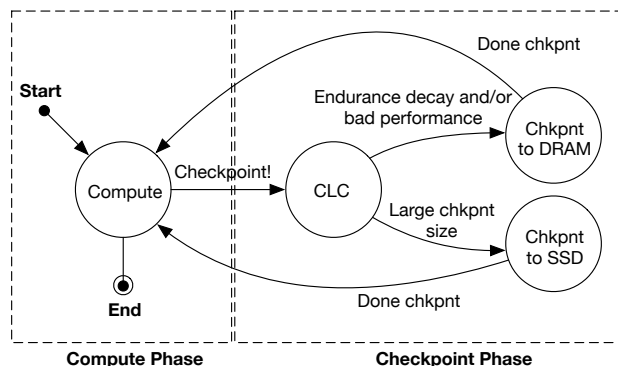 Done chkpnt
Start
Endurance decay and/or
bad performance
Chkpnt
to DRAM
Checkpoint!
Compute
CLC
Large chkpnt
size
Chkpnt
to SSD
Done chkpnt
End
Compute Phase
Checkpoint Phase